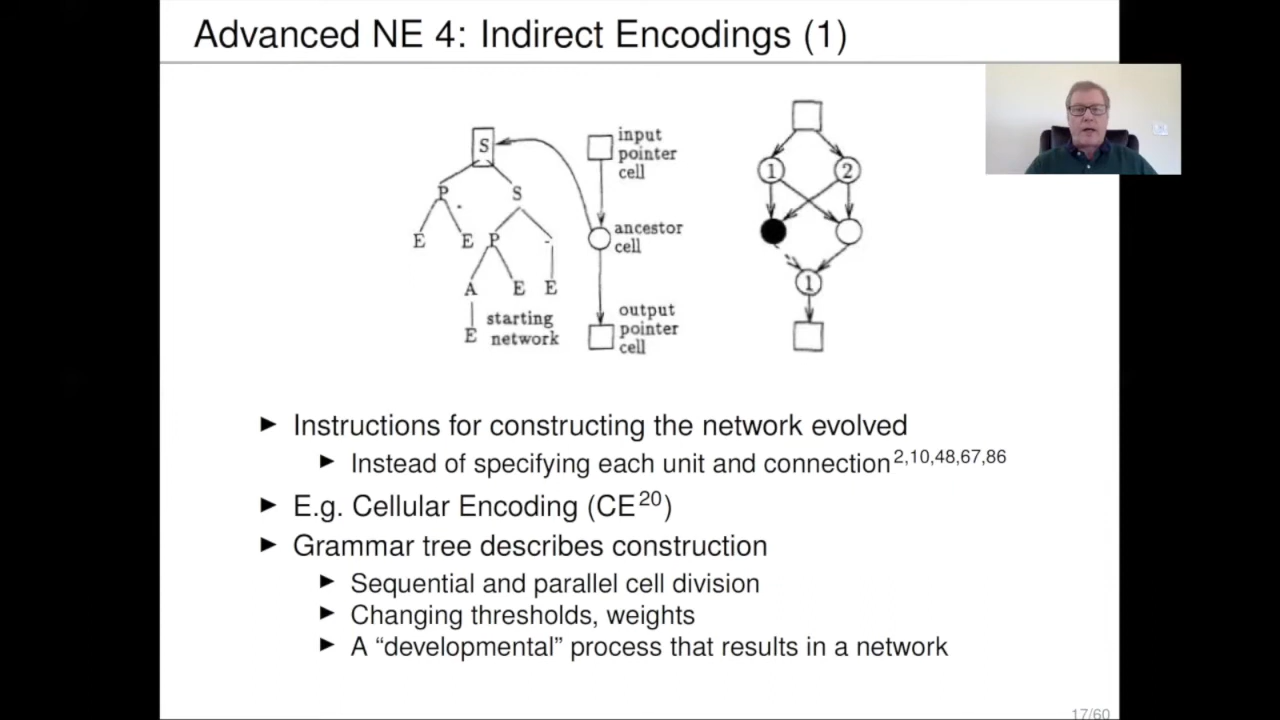 Advanced NE 4: Indirect Encodings (1)
S
P
S
E
E
P
-
A
E
E
E
starting
network
input
pointer
cell
ancestor
cell
output
pointer
cell
1
2
1
▶ Instructions for constructing the network evolved
▶ Instead of specifying each unit and connection2,10,48,67,86
▶ E.g. Cellular Encoding (CE20)
▶ Grammar tree describes construction
▶ Sequential and parallel cell division
▶ Changing thresholds, weights
▶ A “developmental” process that results in a network
17/60